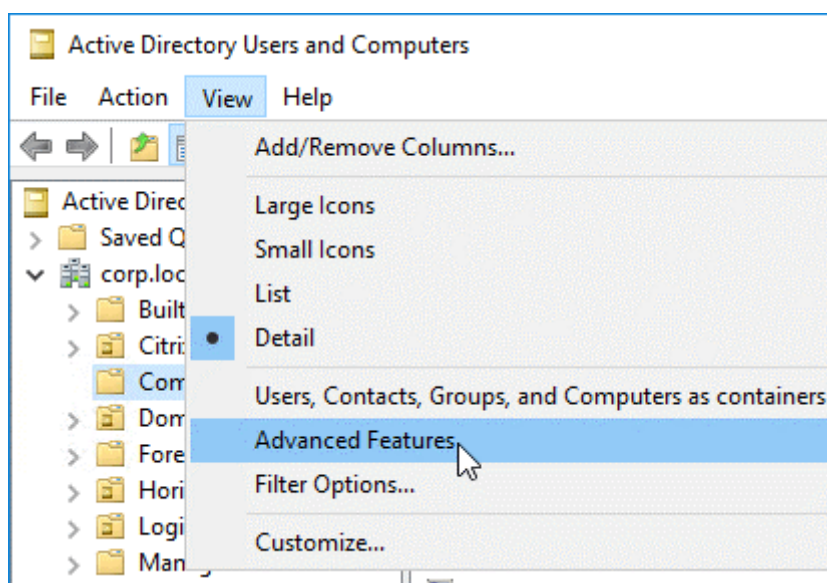 Active Directory Users and Computers
File Action View Help
Add/Remove Columns...
Active Direc
Large Icons
Saved Q
Small Icons
corp.loc
List
Built
Detail
Citri
Com
Users, Contacts, Groups, and Computers as containers
Dom
Advanced Features
Fore
Filter Options...
Hori
Logi
Customize...
Man